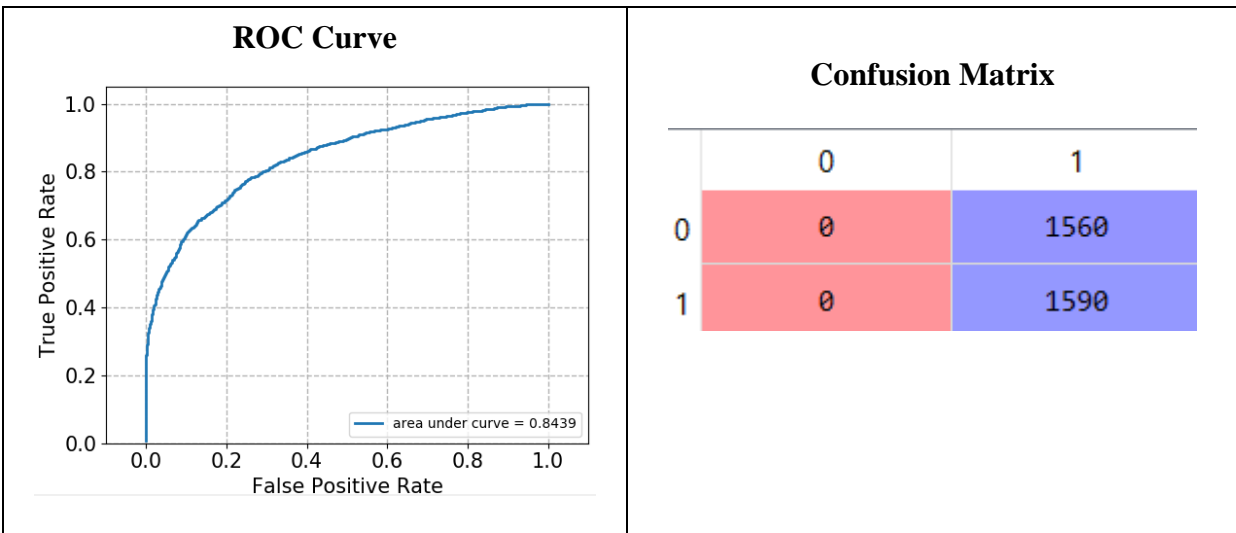 ROC Curve
1.0
0.8
0.6
0.4
0.2
0.0
True Positive Rate
area under curve = 0.8439
0.0 0.2 0.4 0.6 0.8 1.0
False Positive Rate
Confusion Matrix
0 1
0 0 1560
1 0 1590